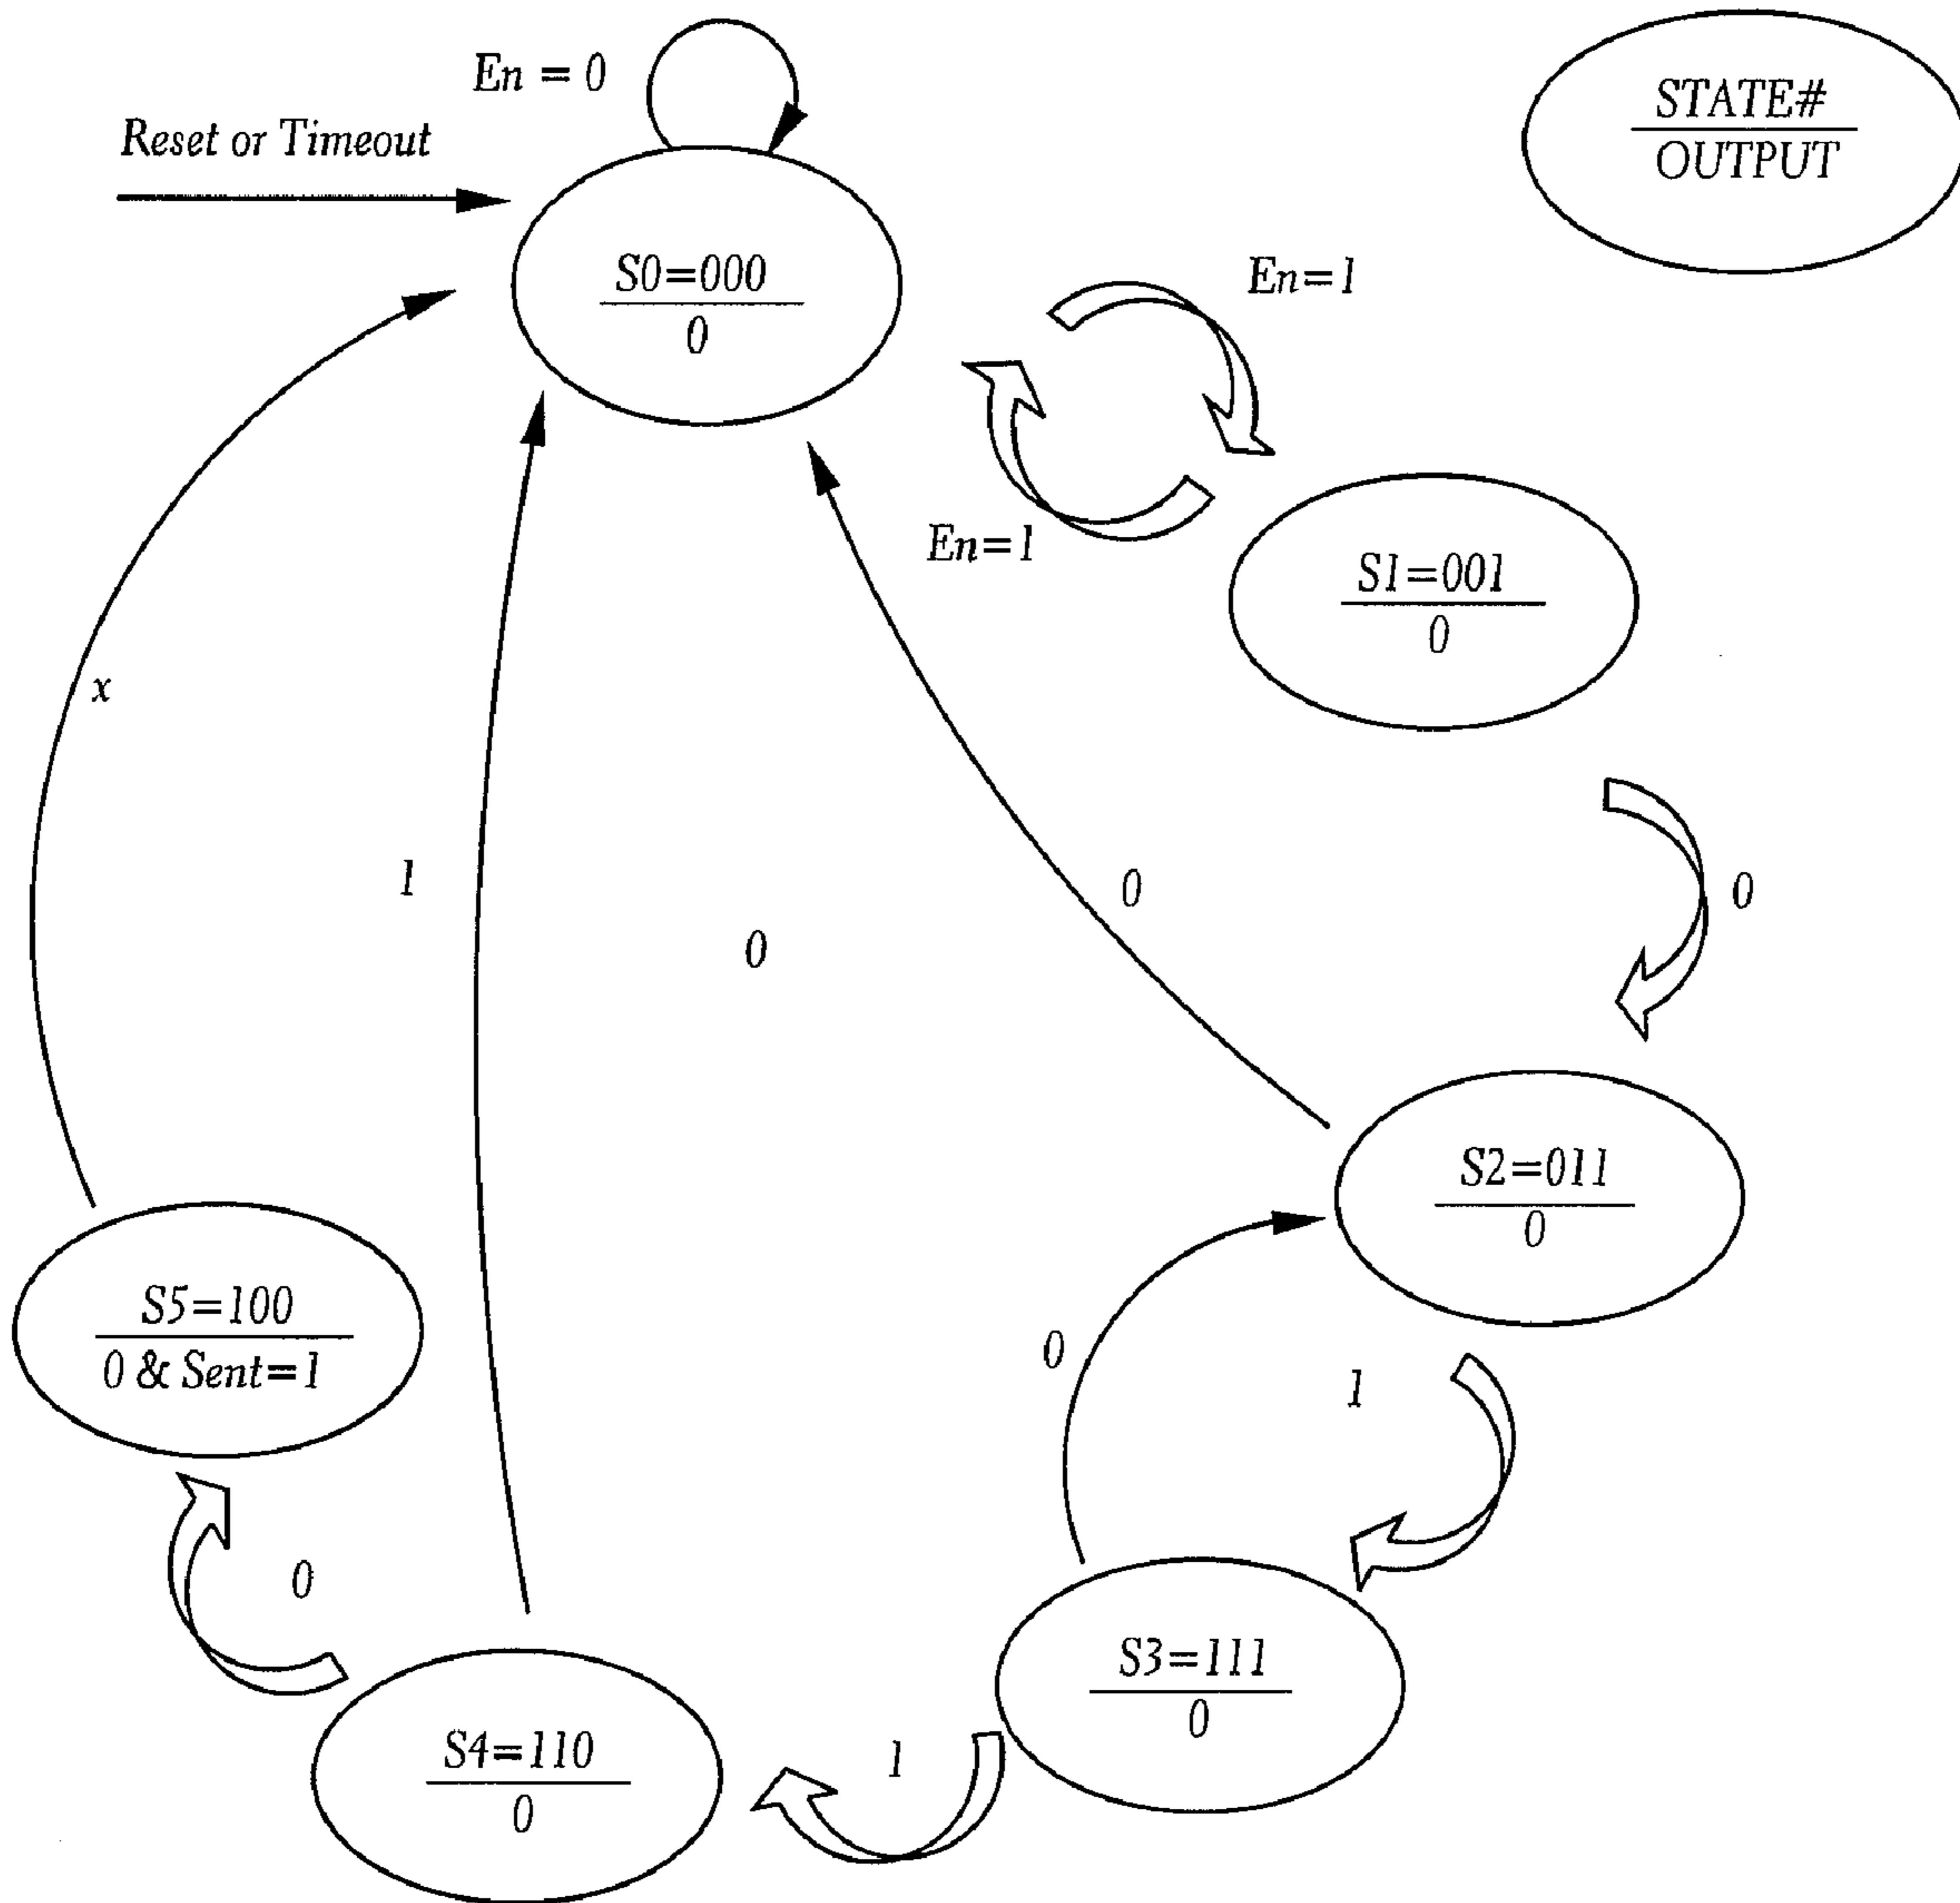 En = 0
Reset or Timeout
STATE#
OUTPUT
S0=000
0
En=1
En=1
S1=001
0
x
1
0
0
0
S2=011
0
S5=100
0 & Sent=1
0
1
0
S3=111
0
1
S4=110
0